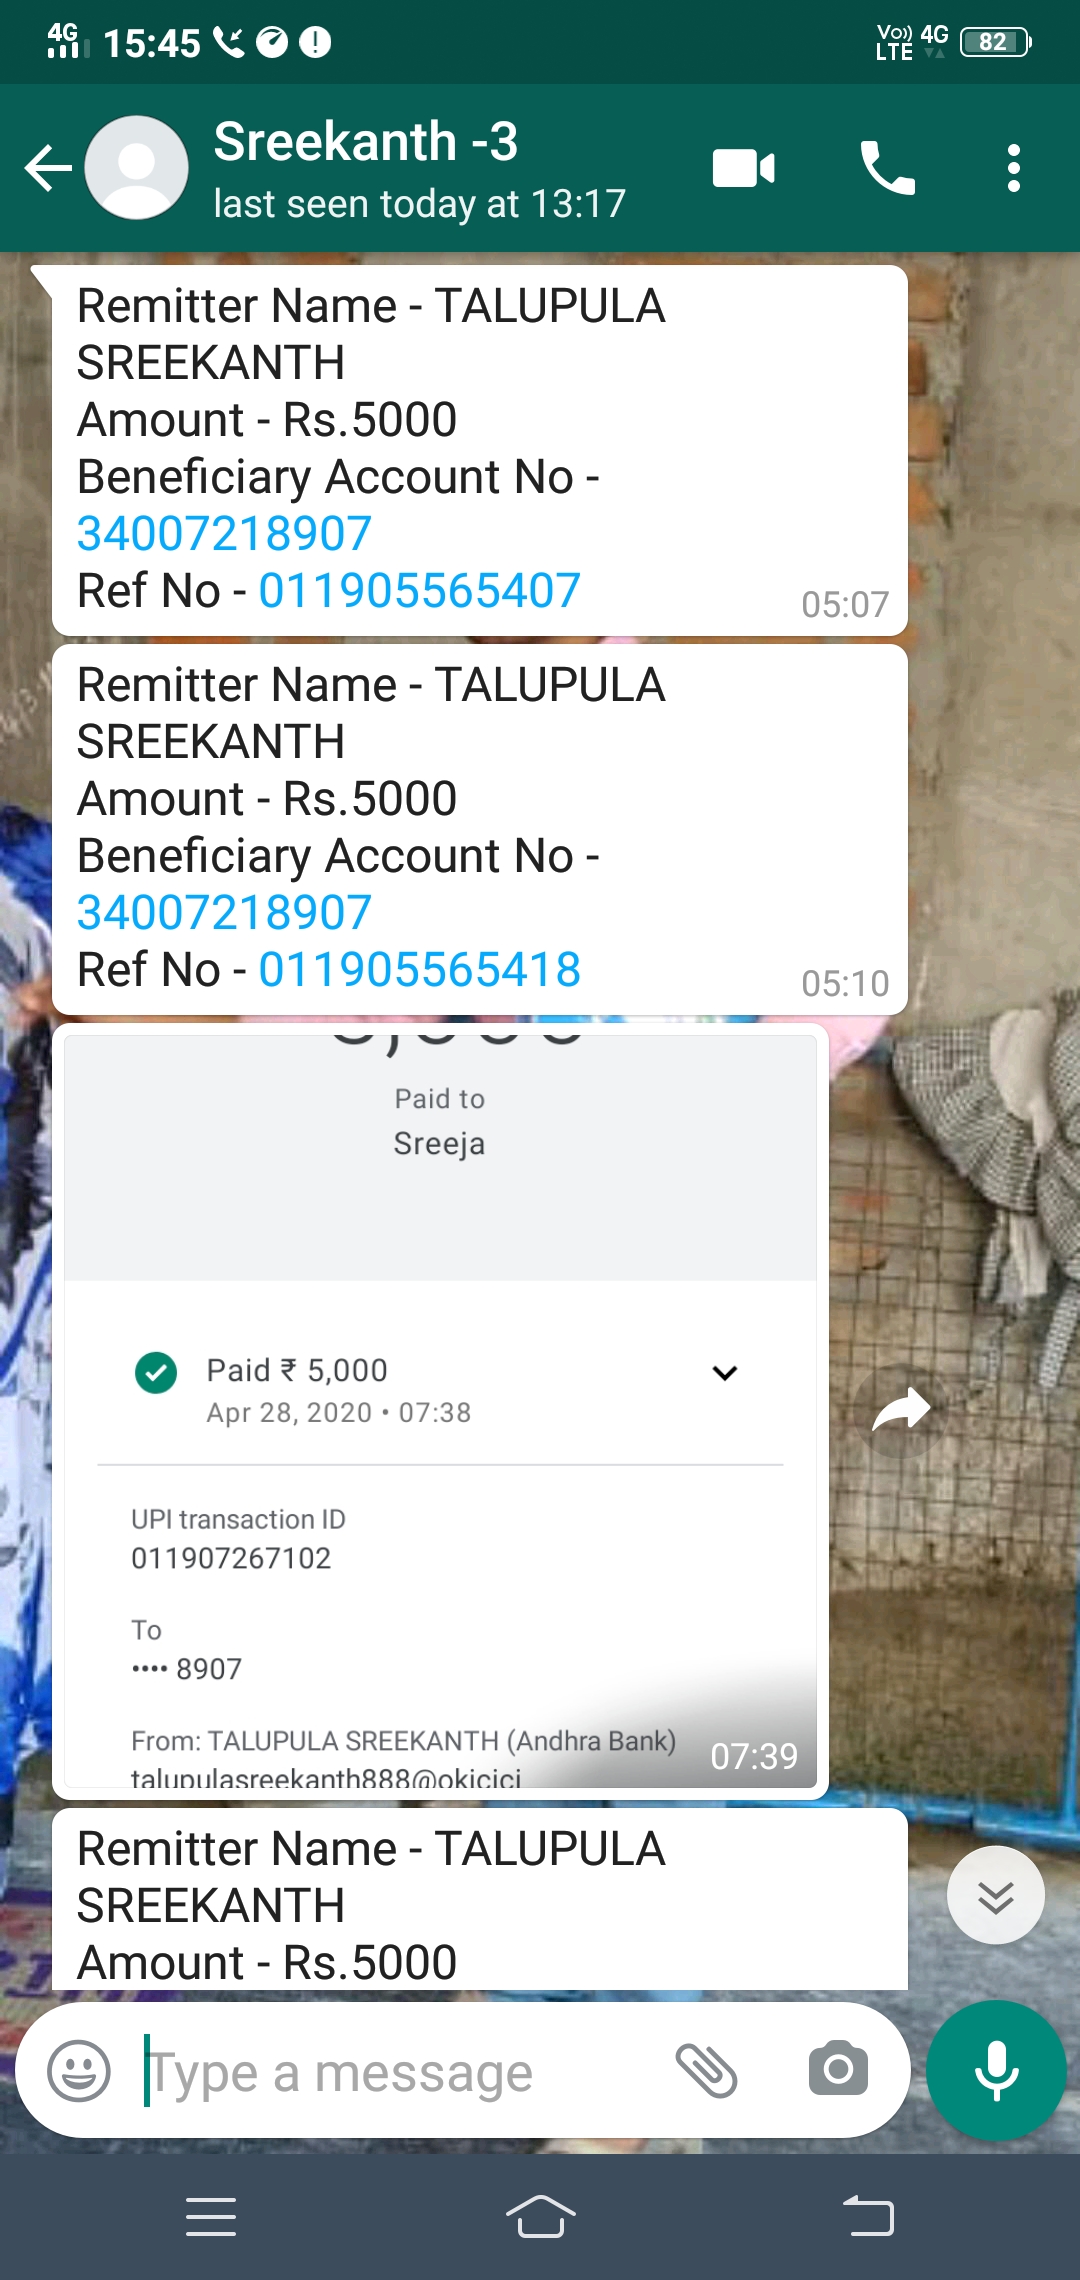 4G 15:45 Vo)) LTE 4G 82
Sreekanth -3
last seen today at 13:17
Remitter Name - TALUPULA
SREEKANTH
Amount - Rs.5000
Beneficiary Account No -
34007218907
Ref No - 011905565407
05:07
Remitter Name - TALUPULA
SREEKANTH
Amount - Rs.5000
Beneficiary Account No -
34007218907
Ref No - 011905565418
05:10
Paid to
Sreeja
Paid ₹ 5,000
Apr 28, 2020 • 07:38
UPI transaction ID
011907267102
To
•••• 8907
From: TALUPULA SREEKANTH (Andhra Bank)
talupulasreekanth888@okicici
07:39
Remitter Name - TALUPULA
SREEKANTH
Amount - Rs.5000
Type a message